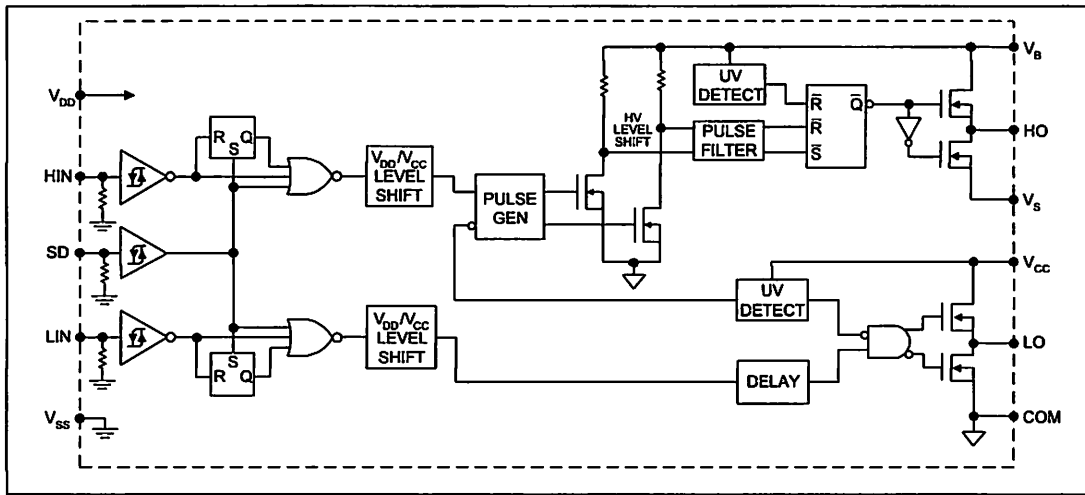 V_DD
HIN
SD
LIN
V_SS
R S Q
V_DD/V_CC
LEVEL
SHIFT
PULSE
GEN
HV
LEVEL
SHIFT
UV
DETECT
PULSE
FILTER
R̅ Q̅
R̅
S̅
V_B
HO
V_S
S
R Q
V_DD/V_CC
LEVEL
SHIFT
UV
DETECT
DELAY
V_CC
LO
COM